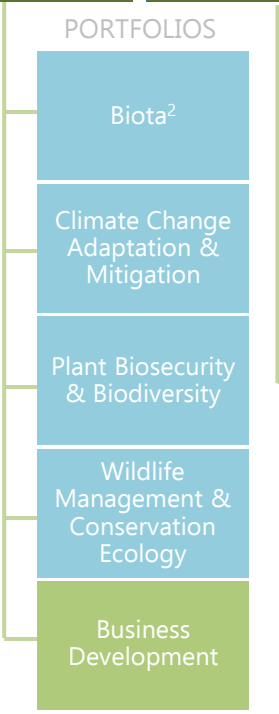 PORTFOLIOS
Biota²
Climate Change
Adaptation &
Mitigation
Plant Biosecurity
& Biodiversity
Wildlife
Management &
Conservation
Ecology
Business
Development